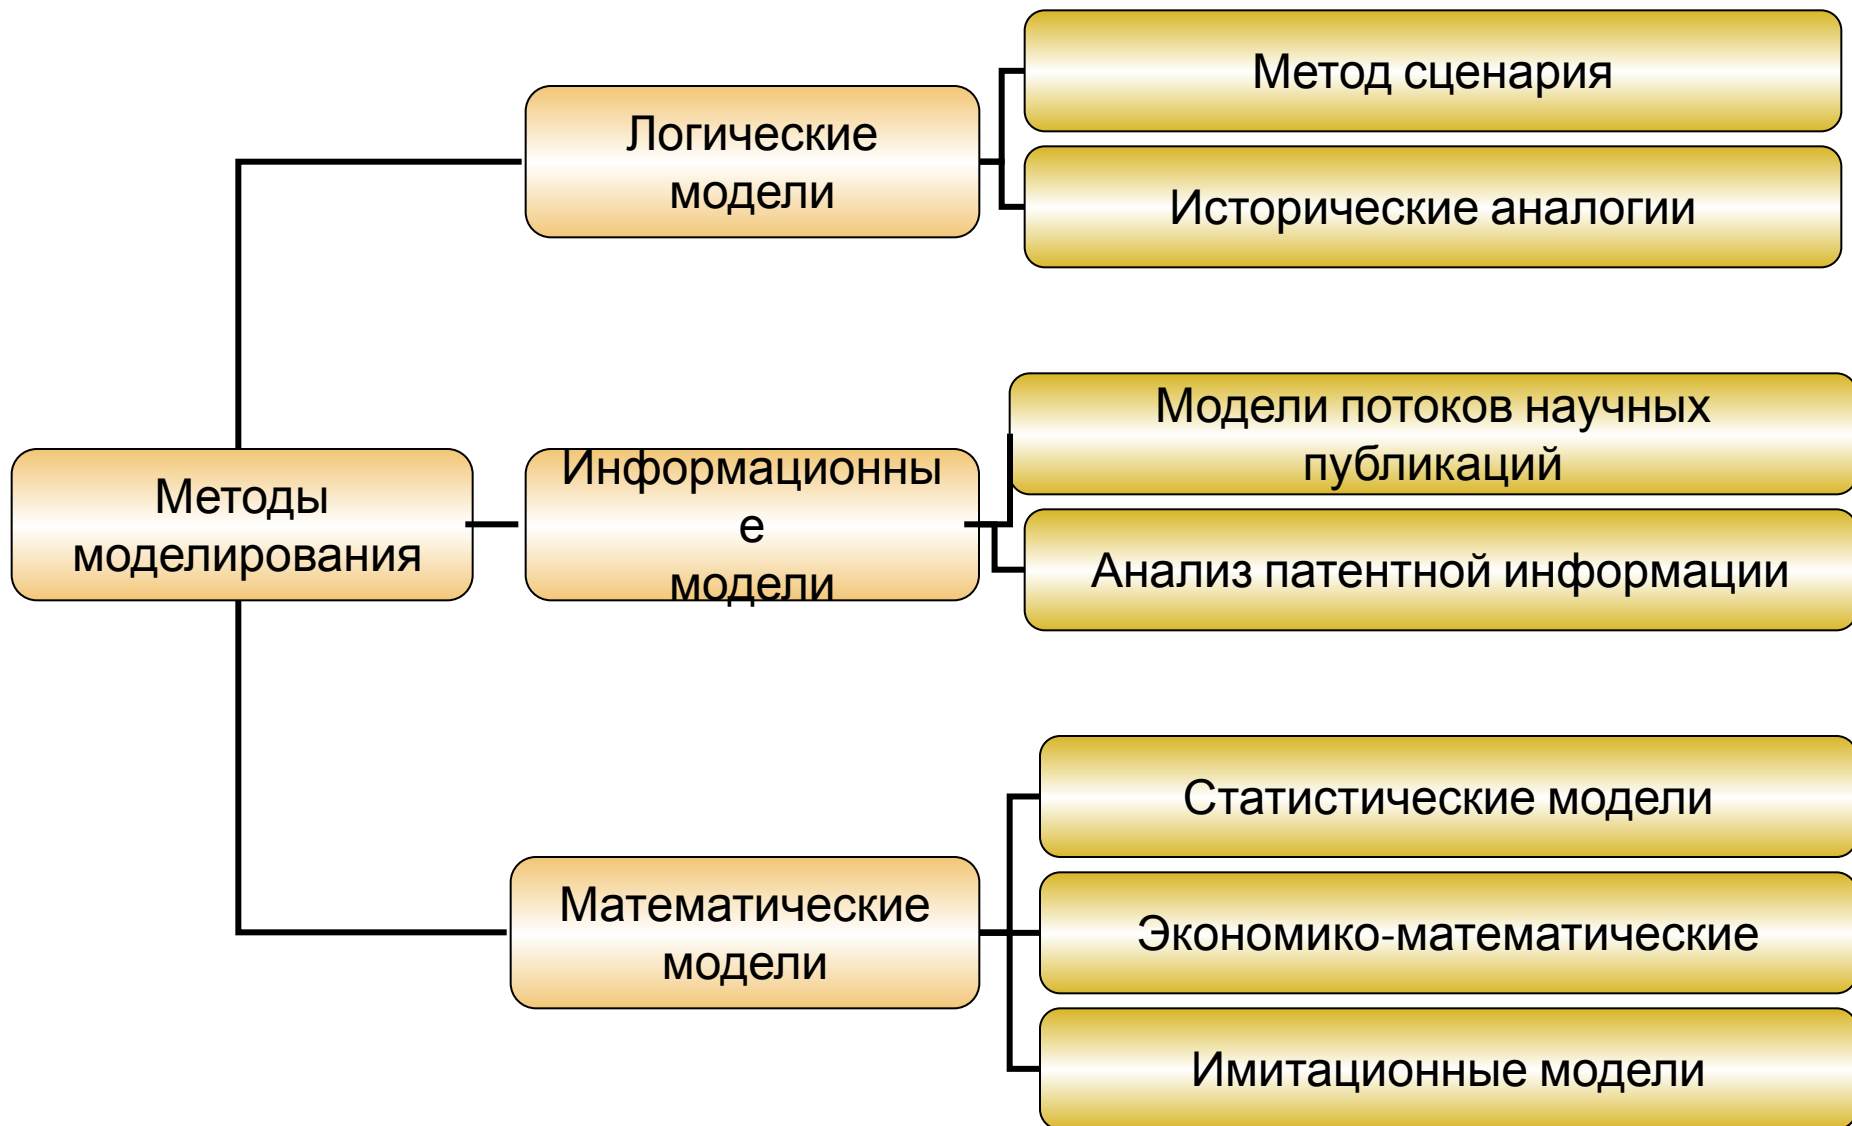 Метод сценария
Логические
модели
Исторические аналогии
Модели потоков научных
публикаций
Методы
моделирования
Информационны
е
модели
Анализ патентной информации
Статистические модели
Математические
модели
Экономико-математические
Имитационные модели